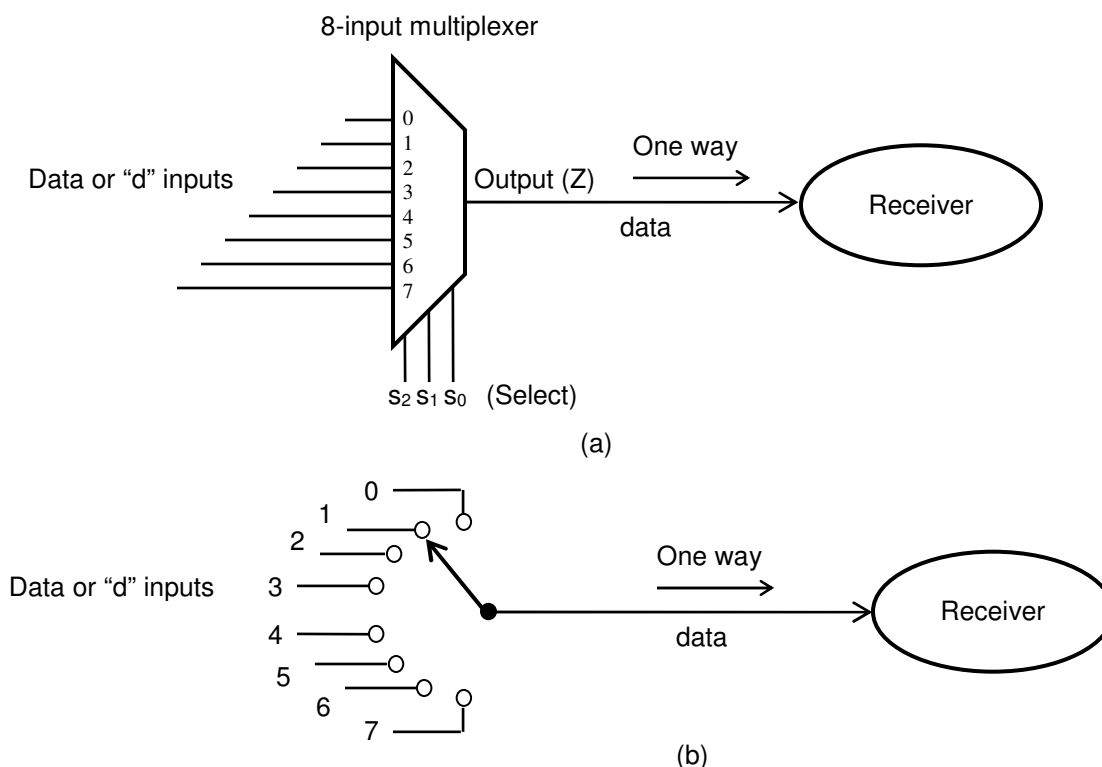 8-input multiplexer
0
1
2
3
4
5
6
7
Data or “d” inputs
Output (Z)
One way
data
Receiver
s₂ s₁ s₀ (Select)
(a)
0
1
2
3
4
5
6
7
Data or “d” inputs
One way
data
Receiver
(b)